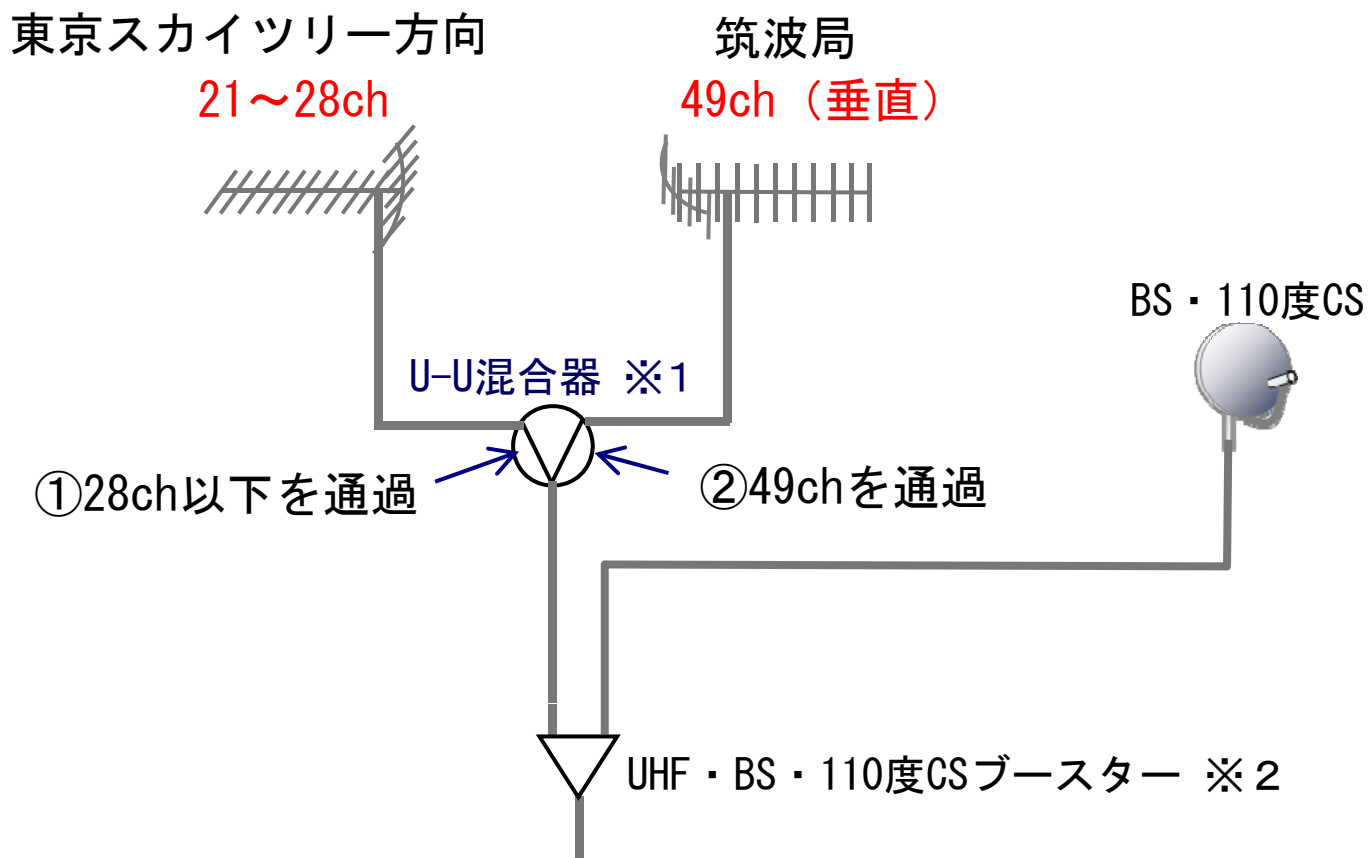 東京スカイツリー方向
21～28ch
筑波局
49ch（垂直）
BS・110度CS
U-U混合器 ※1
①28ch以下を通過
②49chを通過
UHF・BS・110度CSブースター ※２